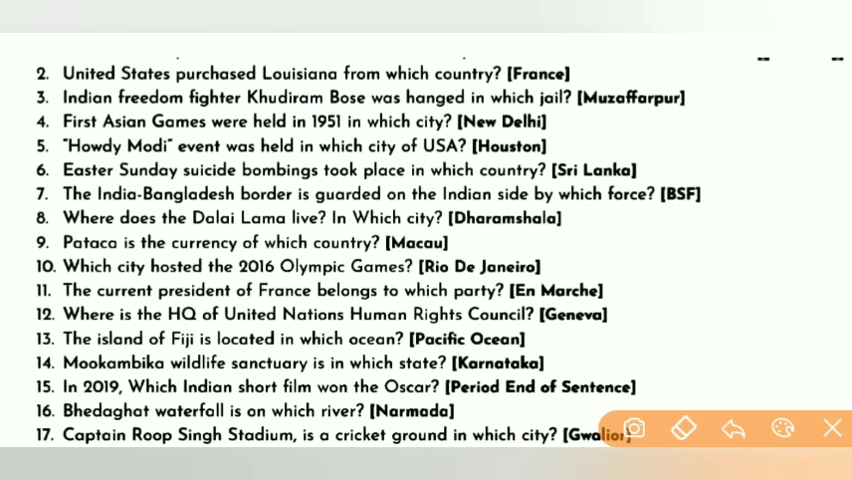 2. United States purchased Louisiana from which country? [France]
3. Indian freedom fighter Khudiram Bose was hanged in which jail? [Muzaffarpur]
4. First Asian Games were held in 1951 in which city? [New Delhi]
5. "Howdy Modi" event was held in which city of USA? [Houston]
6. Easter Sunday suicide bombings took place in which country? [Sri Lanka]
7. The India-Bangladesh border is guarded on the Indian side by which force? [BSF]
8. Where does the Dalai Lama live? In Which city? [Dharamshala]
9. Pataca is the currency of which country? [Macau]
10. Which city hosted the 2016 Olympic Games? [Rio De Janeiro]
11. The current president of France belongs to which party? [En Marche]
12. Where is the HQ of United Nations Human Rights Council? [Geneva]
13. The island of Fiji is located in which ocean? [Pacific Ocean]
14. Mookambika wildlife sanctuary is in which state? [Karnataka]
15. In 2019, Which Indian short film won the Oscar? [Period End of Sentence]
16. Bhedaghat waterfall is on which river? [Narmada]
17. Captain Roop Singh Stadium, is a cricket ground in which city? [Gwalior]